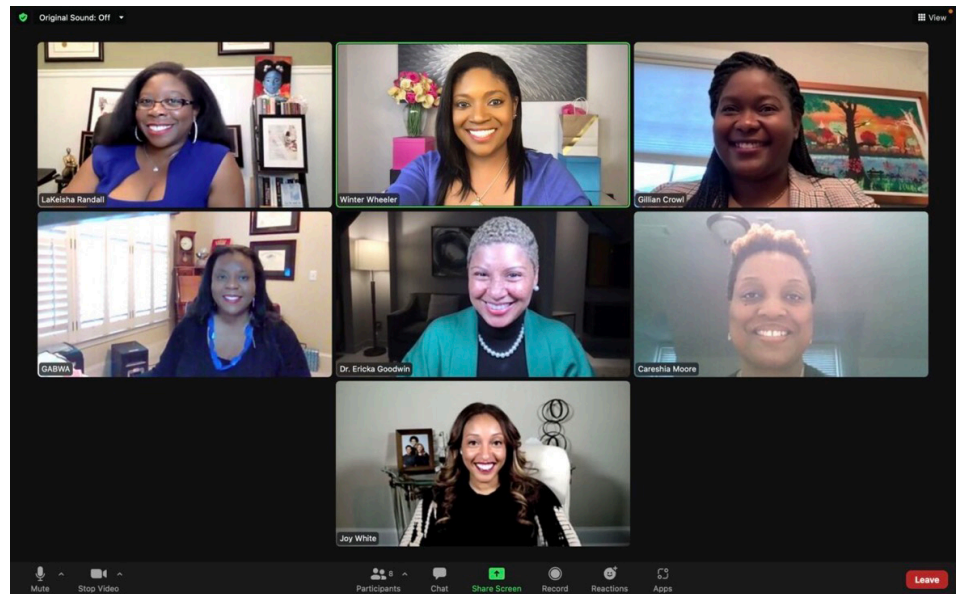 Original Sound: Off
View
LaKeisha Randall
Winter Wheeler
Gillian Crowl
GABWA
Dr. Ericka Goodwin
Careshia Moore
Joy White
Mute
Stop Video
Participants
8
Chat
Share Screen
Record
Reactions
Apps
Leave